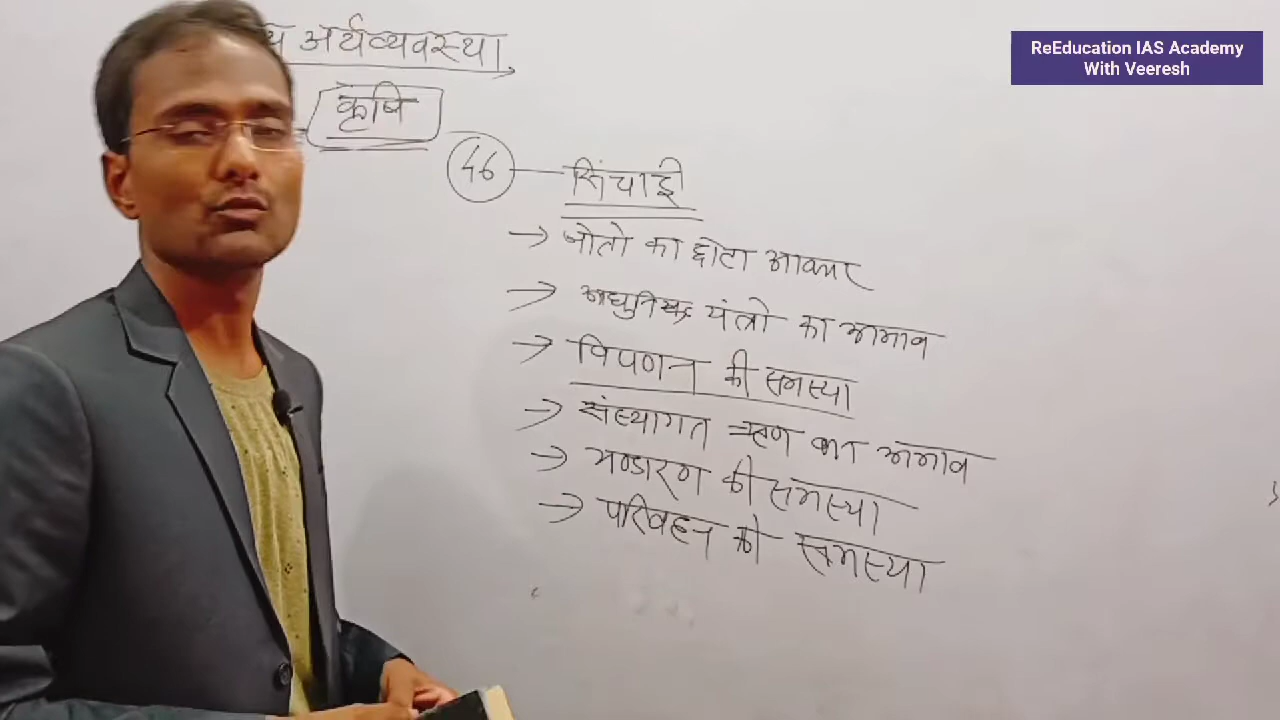 अर्थव्यवस्था
ReEducation IAS Academy
With Veeresh
कृषि
46 — सिंचाई
→ जोतो का छोटा आकार
→ आधुनिक यंत्रो का अभाव
→ विपणन की समस्या
→ संस्थागत ऋण का अभाव
→ भण्डारण की समस्या
→ परिवहन की समस्या